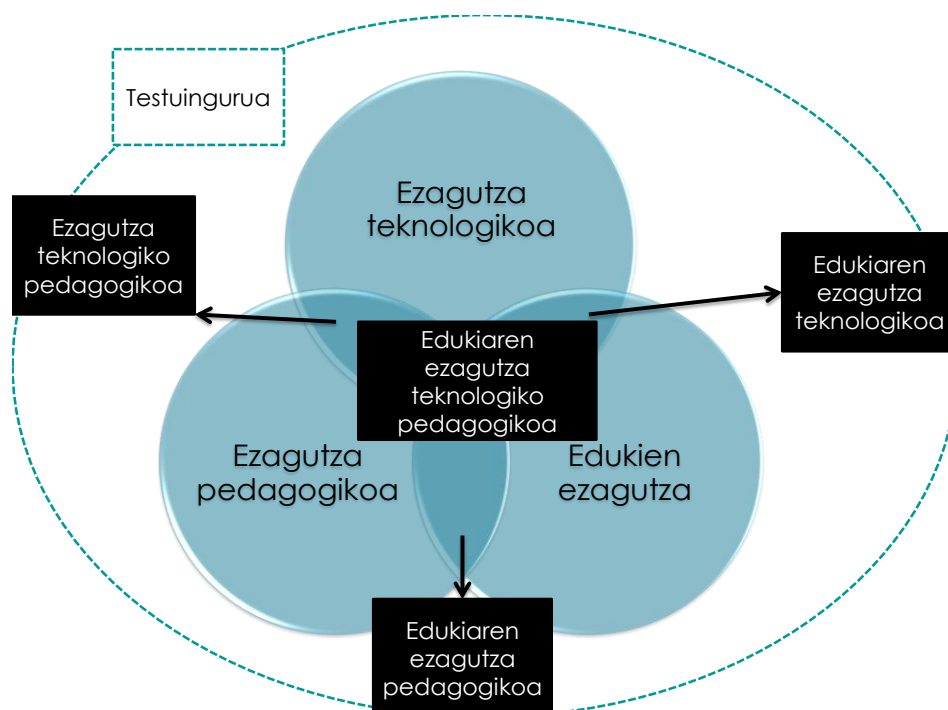 Testuingurua
Ezagutza
teknologikoa
Ezagutza
teknologiko
pedagogikoa
Edukiaren
ezagutza
teknologikoa
Edukiaren
ezagutza
teknologiko
pedagogikoa
Ezagutza
pedagogikoa
Edukien
ezagutza
Edukiaren
ezagutza
pedagogikoa